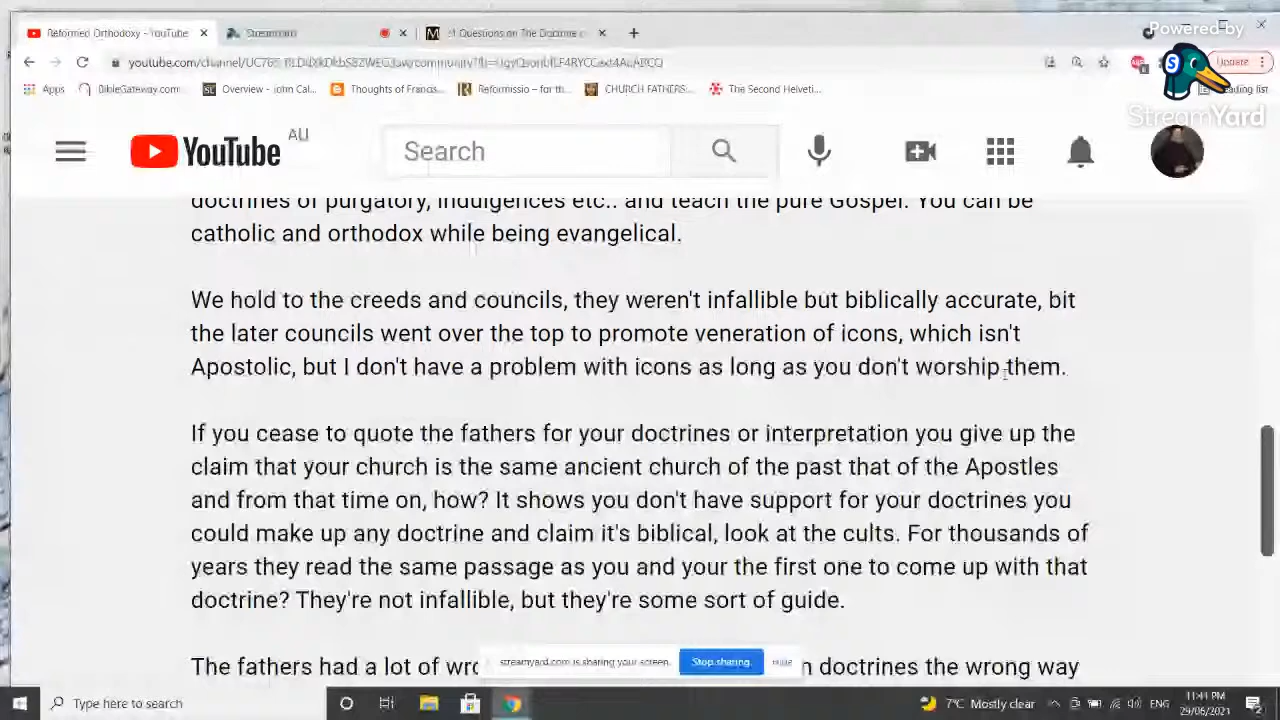 Powered by
StreamYard
Reformed Orthodoxy - YouTube
Streamyard
Questions on The Doctrine o
Update
Apps
BibleGateway.com
Overview - John Cal...
Thoughts of Francis...
Reformisee - for th...
CHURCH FATHERS...
The Second Helveti...
Reading list
YouTube
AU
Search
doctrines of purgatory, indulgences etc.. and teach the pure Gospel. You can be
catholic and orthodox while being evangelical.
We hold to the creeds and councils, they weren't infallible but biblically accurate, bit
the later councils went over the top to promote veneration of icons, which isn't
Apostolic, but I don't have a problem with icons as long as you don't worship them.
If you cease to quote the fathers for your doctrines or interpretation you give up the
claim that your church is the same ancient church of the past that of the Apostles
and from that time on, how? It shows you don't have support for your doctrines you
could make up any doctrine and claim it's biblical, look at the cults. For thousands of
years they read the same passage as you and your the first one to come up with that
doctrine? They're not infallible, but they're some sort of guide.
The fathers had a lot of
doctrines the wrong way
streamyard.com is sharing your screen.
Stop sharing
Hide
Type here to search
7°C Mostly clear
ENG
11:41 PM
29/06/2021